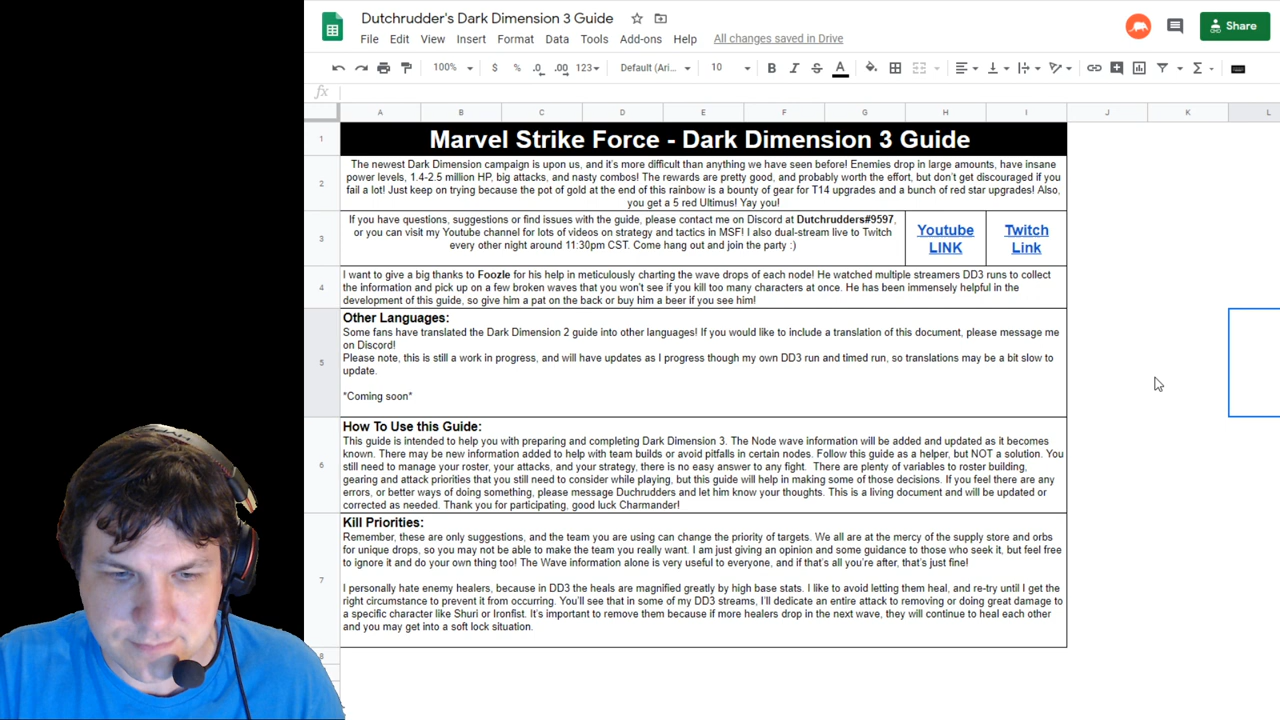 Dutchrudder's Dark Dimension 3 Guide
File Edit View Insert Format Data Tools Add-ons Help All changes saved in Drive
Share
100% $ % .0 .00 123 Default (Ari... 10 B I S A Σ
fx
A B C D E F G H I J K L
1 Marvel Strike Force - Dark Dimension 3 Guide
2
The newest Dark Dimension campaign is upon us, and it's more difficult than anything we have seen before! Enemies drop in large amounts, have insane
power levels, 1.4-2.5 million HP, big attacks, and nasty combos! The rewards are pretty good, and probably worth the effort, but don't get discouraged if you
fail a lot! Just keep on trying because the pot of gold at the end of this rainbow is a bounty of gear for T14 upgrades and a bunch of red star upgrades! Also,
you get a 5 red Ultimus! Yay you!
3
If you have questions, suggestions or find issues with the guide, please contact me on Discord at Dutchrudders#9597,
or you can visit my Youtube channel for lots of videos on strategy and tactics in MSF! I also dual-stream live to Twitch
every other night around 11:30pm CST. Come hang out and join the party :)
Youtube
LINK
Twitch
Link
4
I want to give a big thanks to Foozle for his help in meticulously charting the wave drops of each node! He watched multiple streamers DD3 runs to collect
the information and pick up on a few broken waves that you won't see if you kill too many characters at once. He has been immensely helpful in the
development of this guide, so give him a pat on the back or buy him a beer if you see him!
5
Other Languages:
Some fans have translated the Dark Dimension 2 guide into other languages! If you would like to include a translation of this document, please message me
on Discord!
Please note, this is still a work in progress, and will have updates as I progress though my own DD3 run and timed run, so translations may be a bit slow to
update.
*Coming soon*
6
How To Use this Guide:
This guide is intended to help you with preparing and completing Dark Dimension 3. The Node wave information will be added and updated as it becomes
known. There may be new information added to help with team builds or avoid pitfalls in certain nodes. Follow this guide as a helper, but NOT a solution. You
still need to manage your roster, your attacks, and your strategy, there is no easy answer to any fight.  There are plenty of variables to roster building,
gearing and attack priorities that you still need to consider while playing, but this guide will help in making some of those decisions. If you feel there are any
errors, or better ways of doing something, please message Duchrudders and let him know your thoughts. This is a living document and will be updated or
corrected as needed. Thank you for participating, good luck Charmander!
7
Kill Priorities:
Remember, these are only suggestions, and the team you are using can change the priority of targets. We all are at the mercy of the supply store and orbs
for unique drops, so you may not be able to make the team you really want. I am just giving an opinion and some guidance to those who seek it, but feel free
to ignore it and do your own thing too! The Wave information alone is very useful to everyone, and if that's all you're after, that's just fine!
I personally hate enemy healers, because in DD3 the heals are magnified greatly by high base stats. I like to avoid letting them heal, and re-try until I get the
right circumstance to prevent it from occurring. You'll see that in some of my DD3 streams, I'll dedicate an entire attack to removing or doing great damage to
a specific character like Shuri or Ironfist. It's important to remove them because if more healers drop in the next wave, they will continue to heal each other
and you may get into a soft lock situation.
8